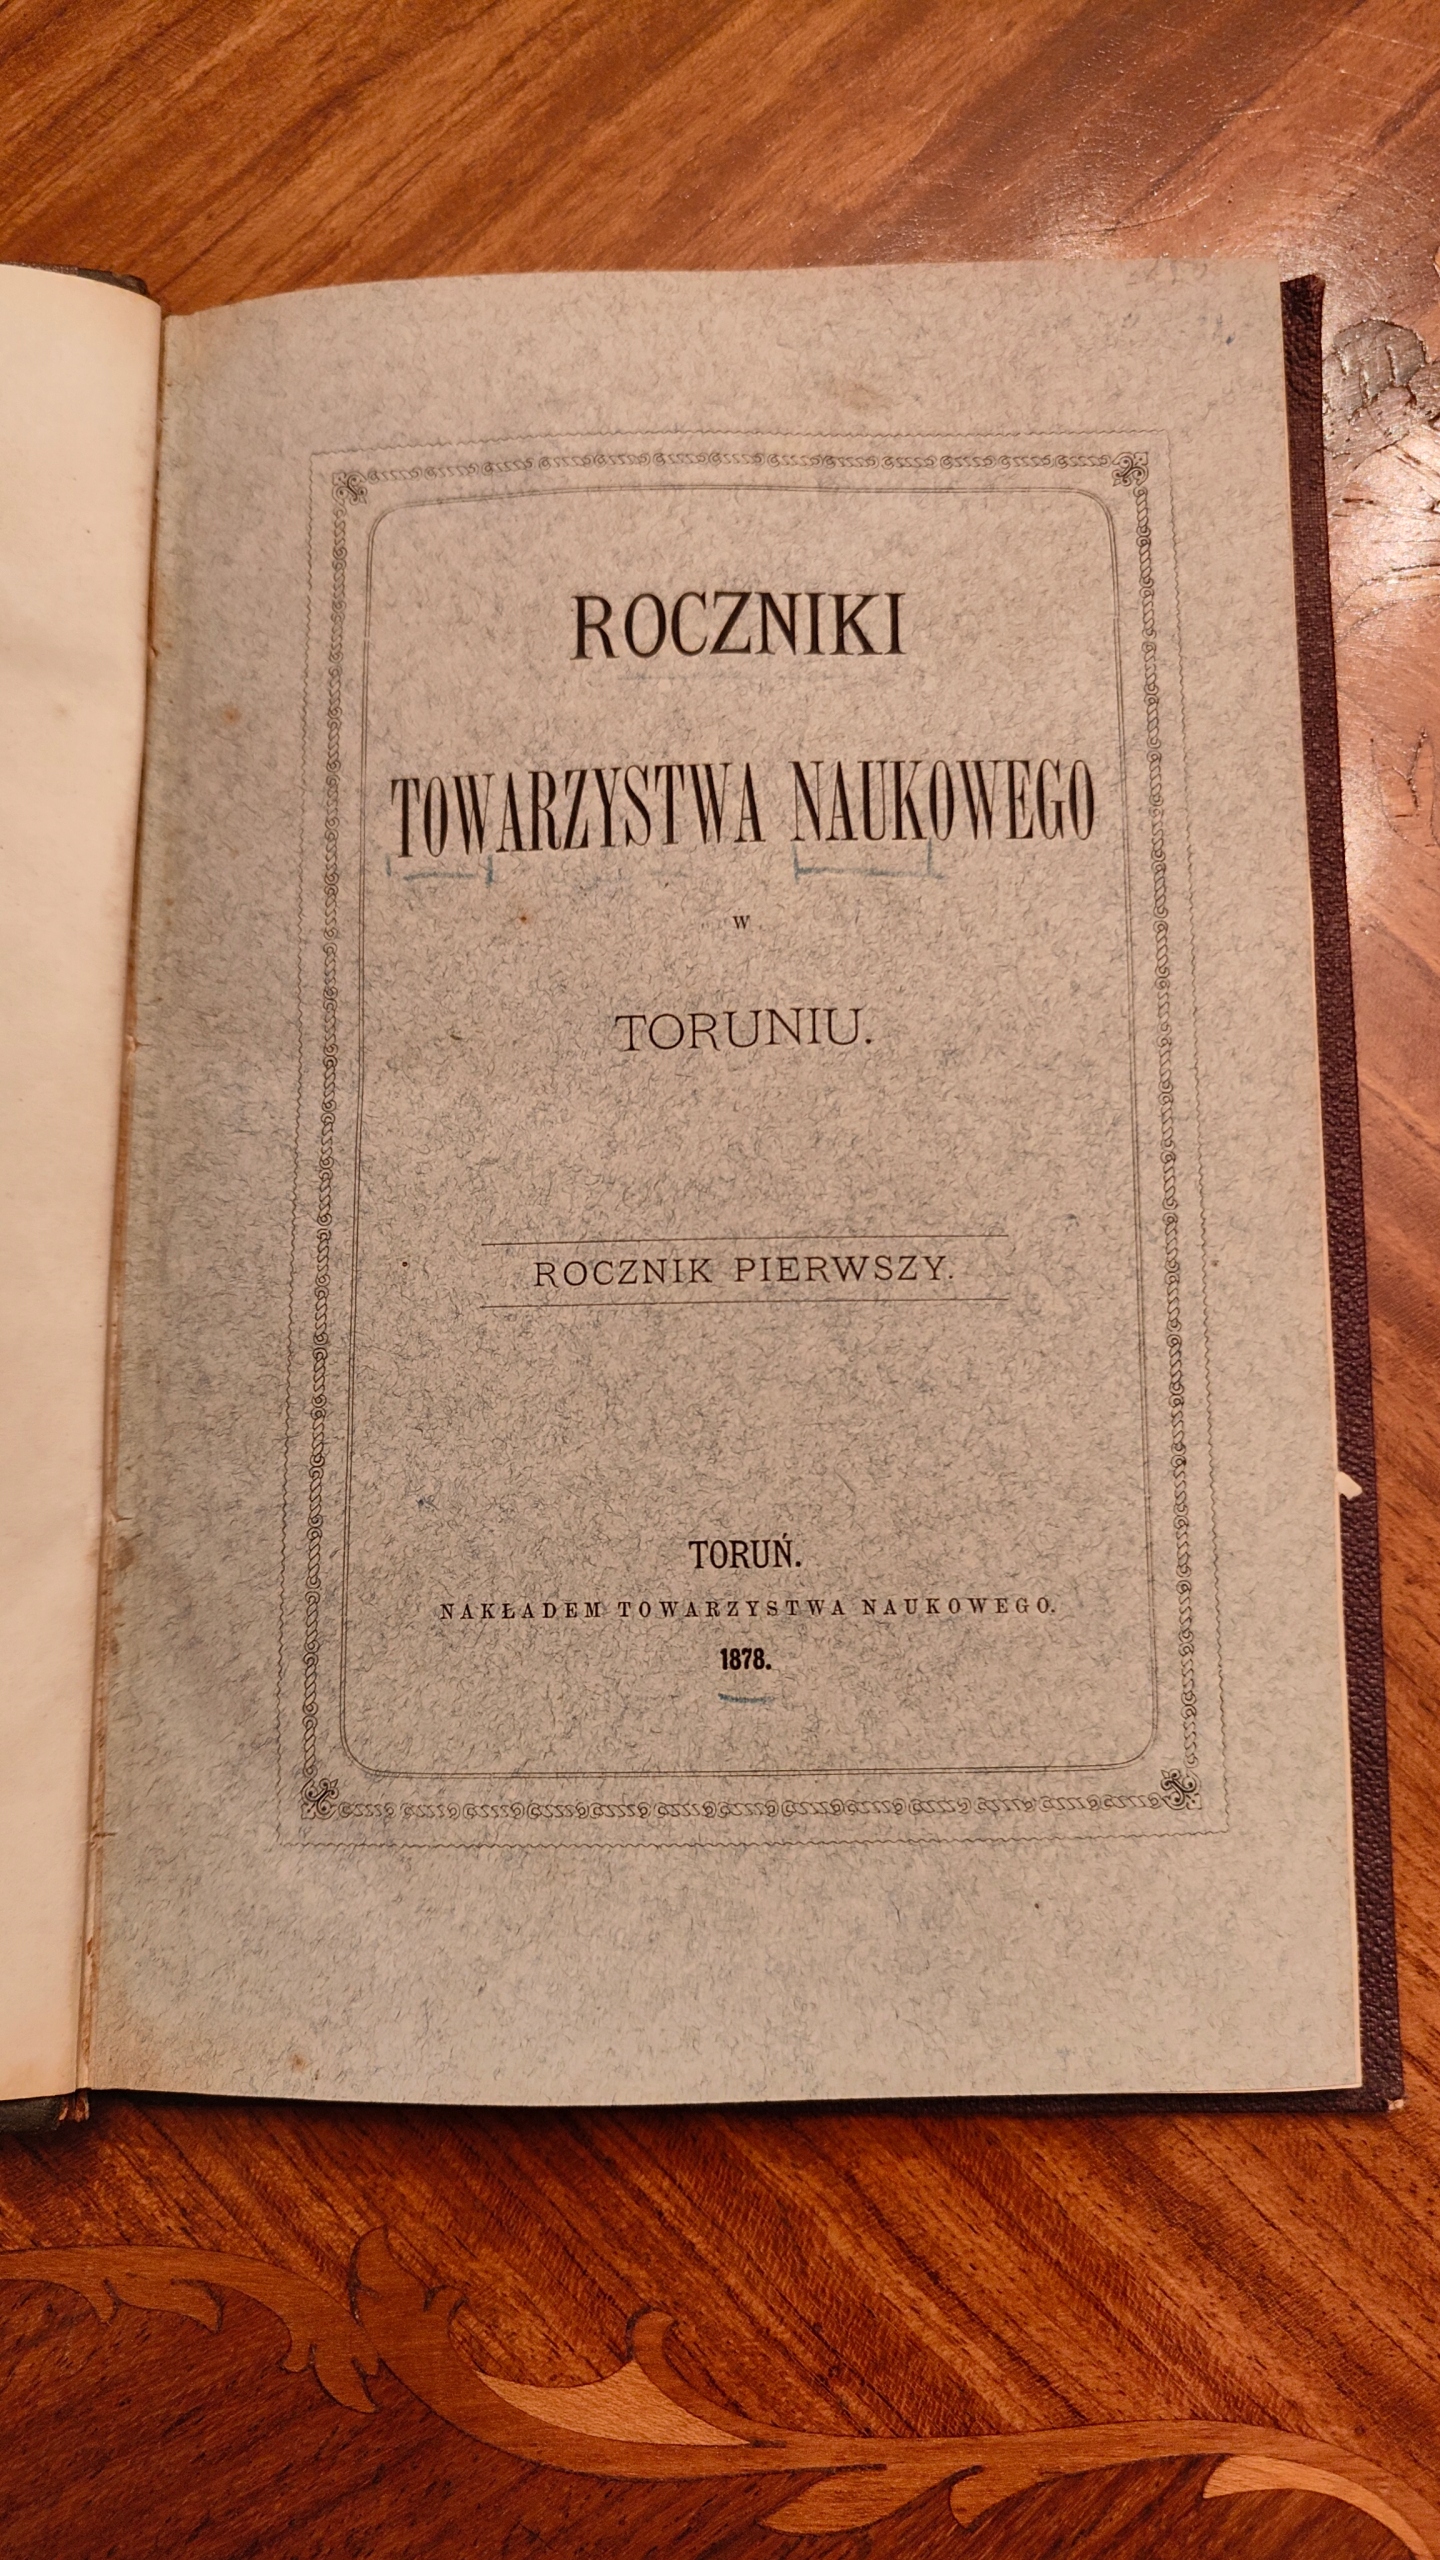 ROCZNIKI
TOWARZYSTWA NAUKOWEGO
W
TORUNIU.
ROCZNIK PIERWSZY.
TORUŃ.
NAKŁADEM TOWARZYSTWA NAUKOWEGO.
1878.